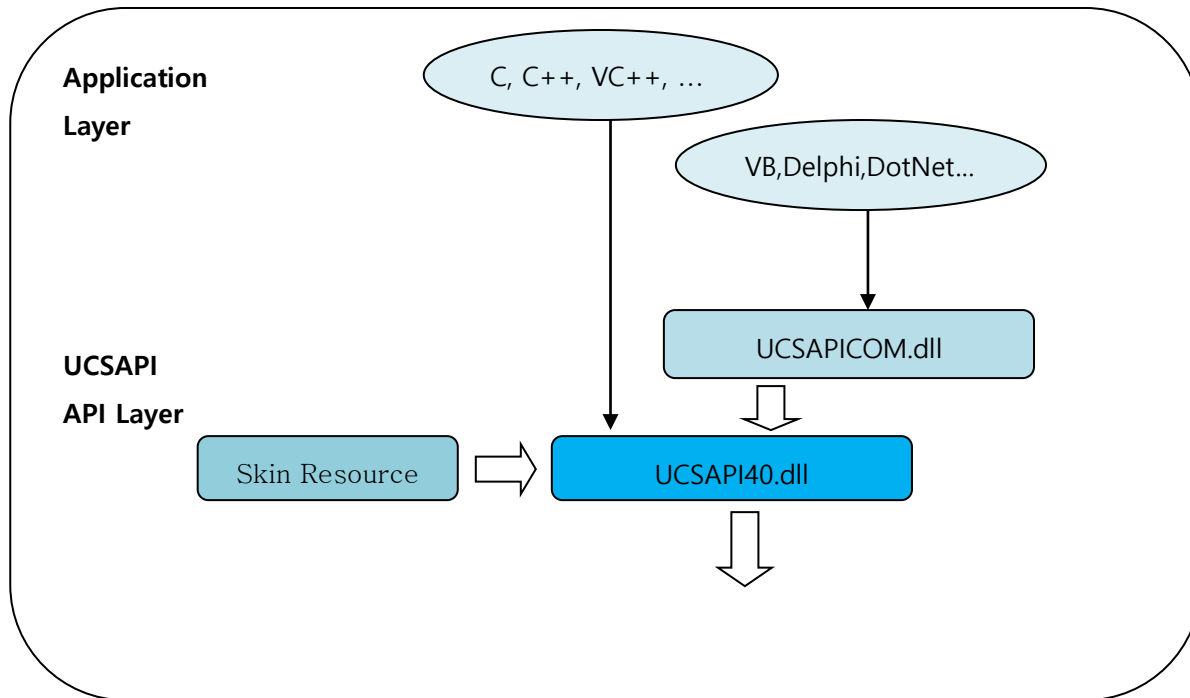 Application
Layer
C, C++, VC++, …
VB,Delphi,DotNet...
UCSAPICOM.dll
UCSAPI
API Layer
Skin Resource
UCSAPI40.dll